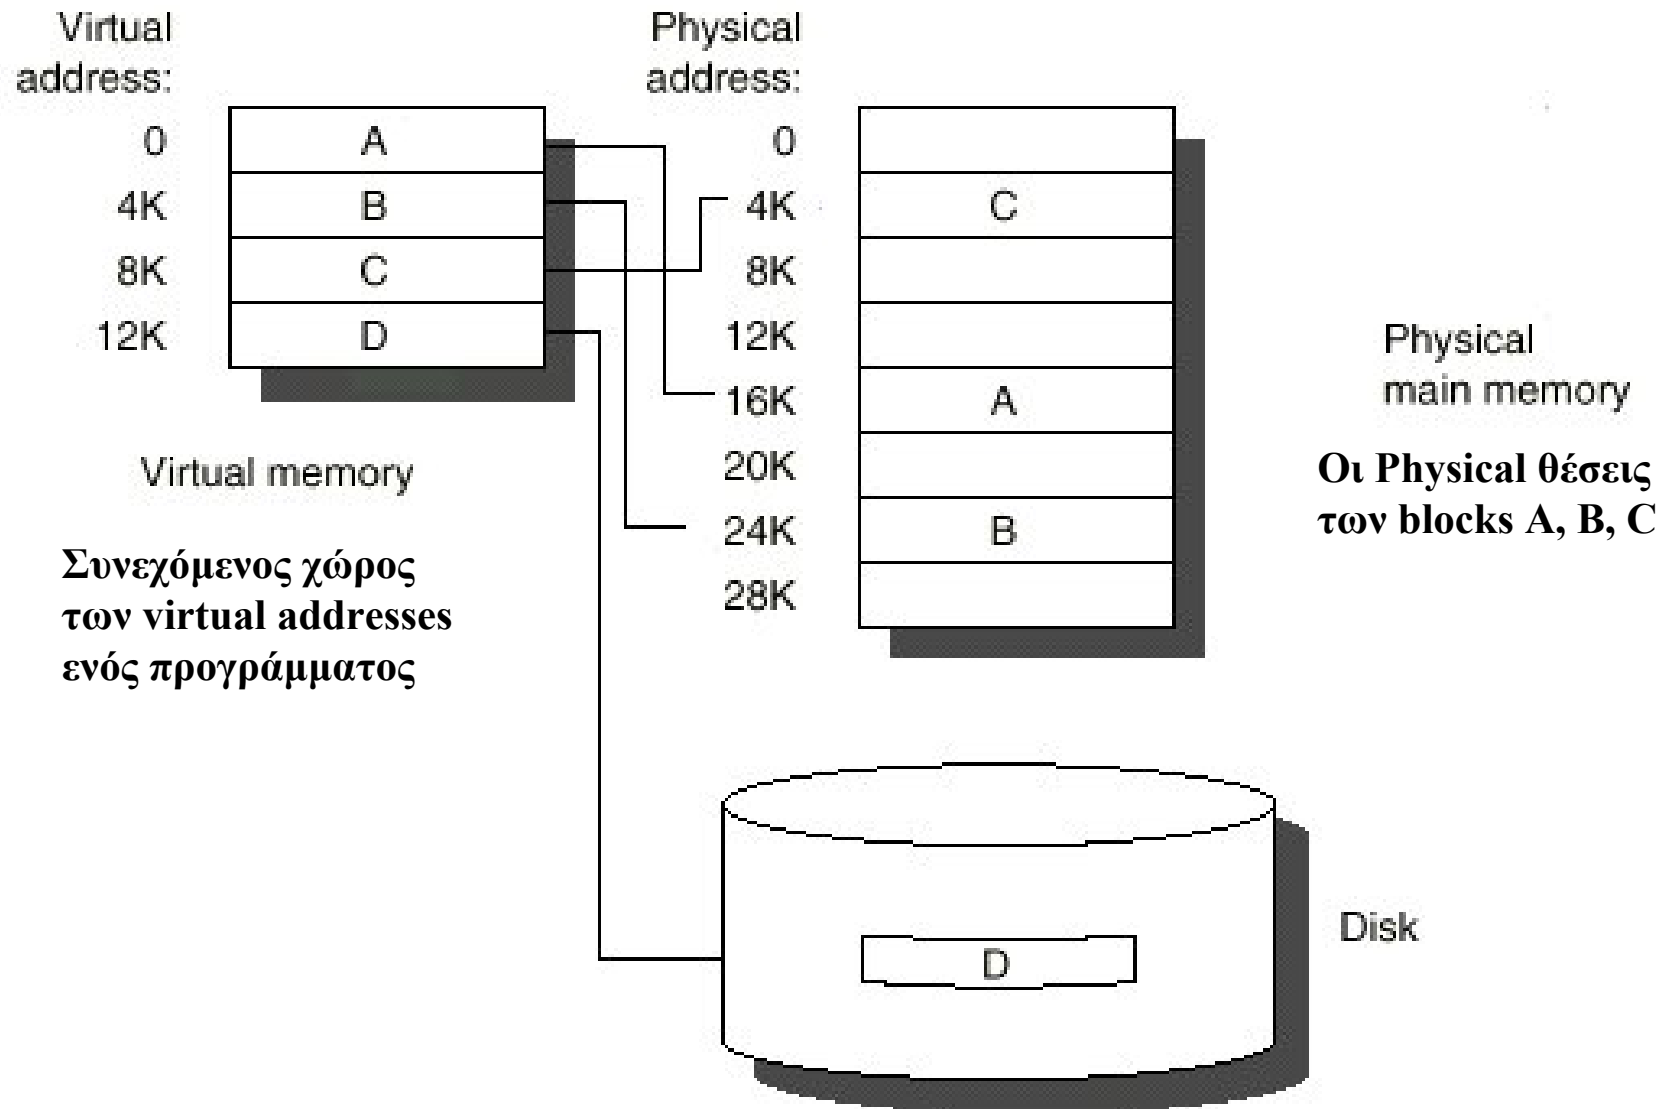 Virtual
address:
0
4K
8K
12K
A
B
C
D
Virtual memory
Συνεχόμενος χώρος
των virtual addresses
ενός προγράμματος
Physical
address:
0
4K
8K
12K
16K
20K
24K
28K
C
A
B
Physical
main memory
Οι Physical θέσεις
των blocks A, B, C
D
Disk